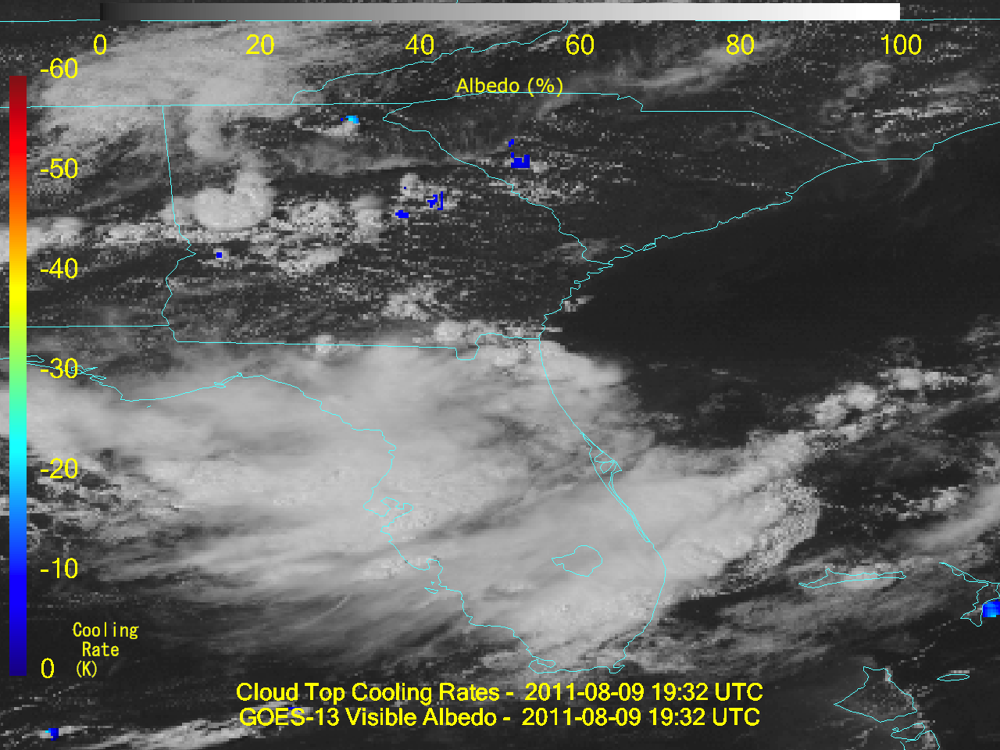 0 20 40 60 80 100
Albedo (%)
-60
-50
-40
-30
-20
-10
0
Cooling
Rate
(K)
Cloud Top Cooling Rates - 2011-08-09 19:32 UTC
GOES-13 Visible Albedo - 2011-08-09 19:32 UTC